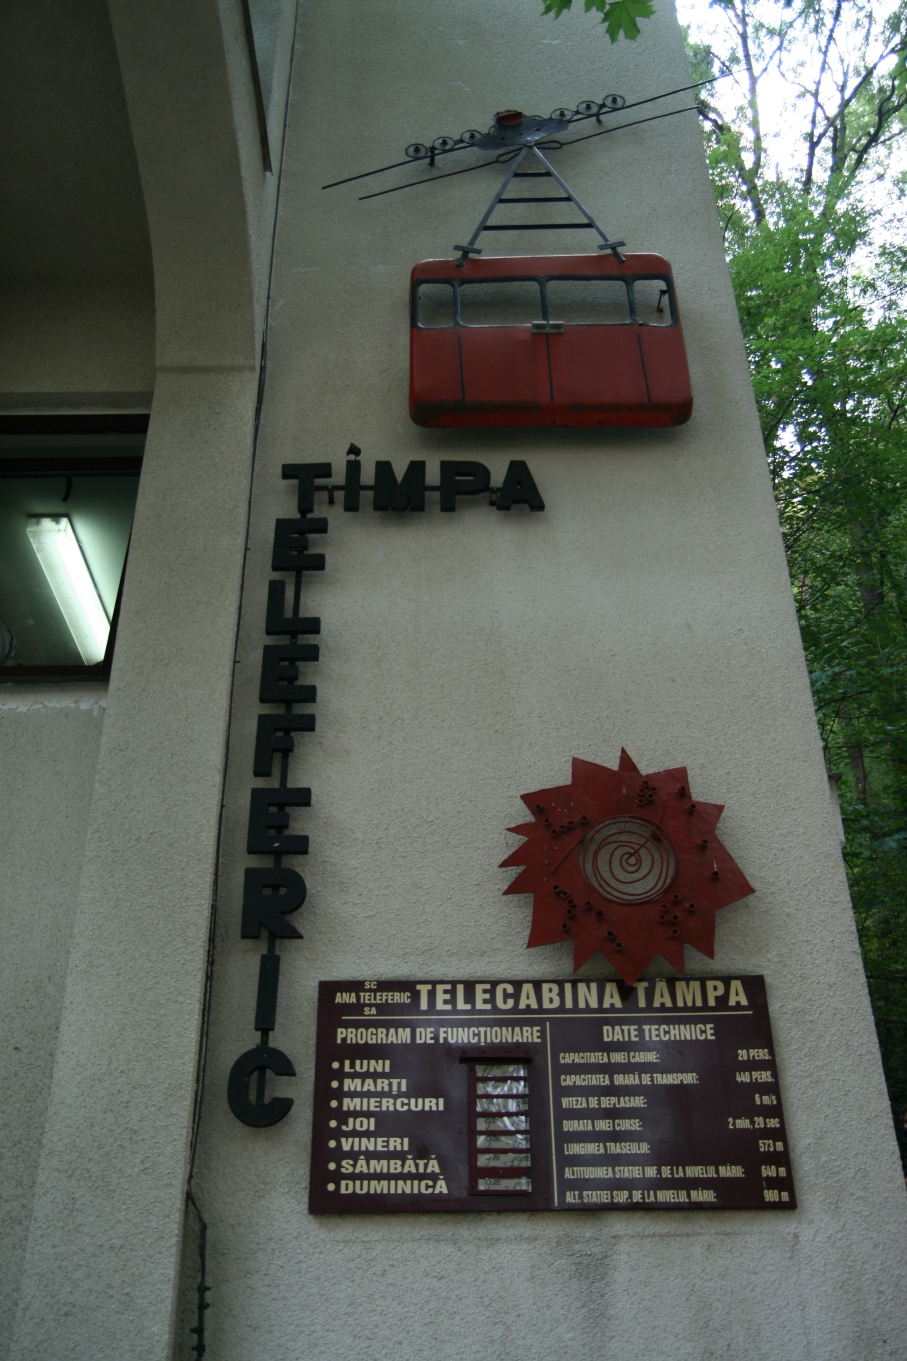 TÎMPA
TELEFERIC
SC
ANA TELEFERIC
SA
TELECABINA TÂMPA
PROGRAM DE FUNCȚIONARE
• LUNI
• MARȚI
• MIERCURI
• JOI
• VINERI
• SÂMBĂTĂ
• DUMINICĂ
DATE TECHNICE
CAPACITATEA UNEI CABINE: 20 PERS.
CAPACITATEA ORARĂ DE TRANSPORT: 440 PERS.
VITEZA DE DEPLASARE: 6 m/s
DURATA UNEI CURSE: 2 min, 20 sec
LUNGIMEA TRASEULUI: 573 m
ALTITUDINEA STATIEI INF. DE LA NIVELUL MĂRII: 640 m
ALT. STATIEI SUP. DE LA NIVELUL MĂRII: 960 m